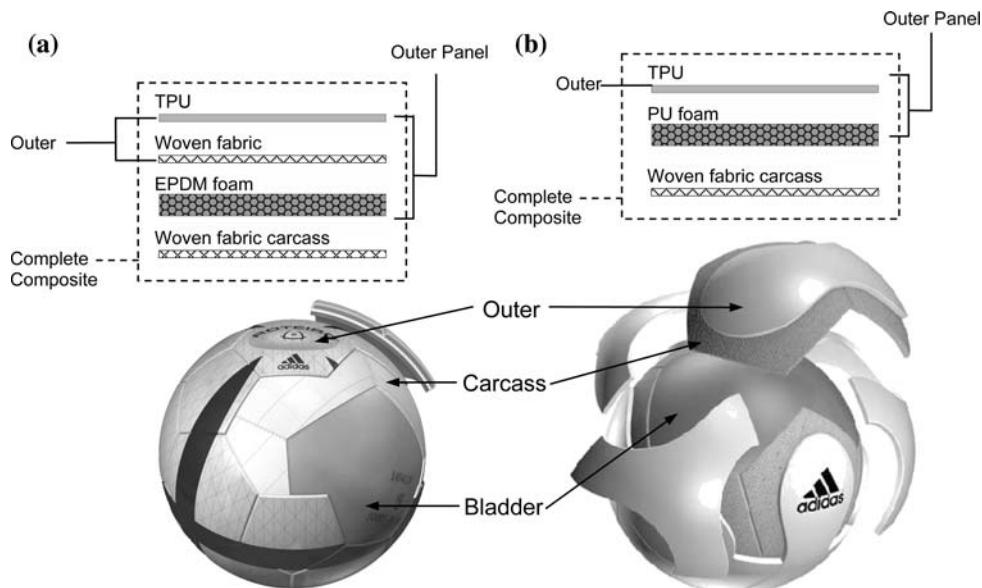 (a)
Outer Panel
TPU
Outer
Woven fabric
EPDM foam
Woven fabric carcass
Complete
Composite
(b)
Outer Panel
TPU
Outer
PU foam
Woven fabric carcass
Complete
Composite
Outer
Carcass
Bladder
ROTEIRO
adidas
adidas